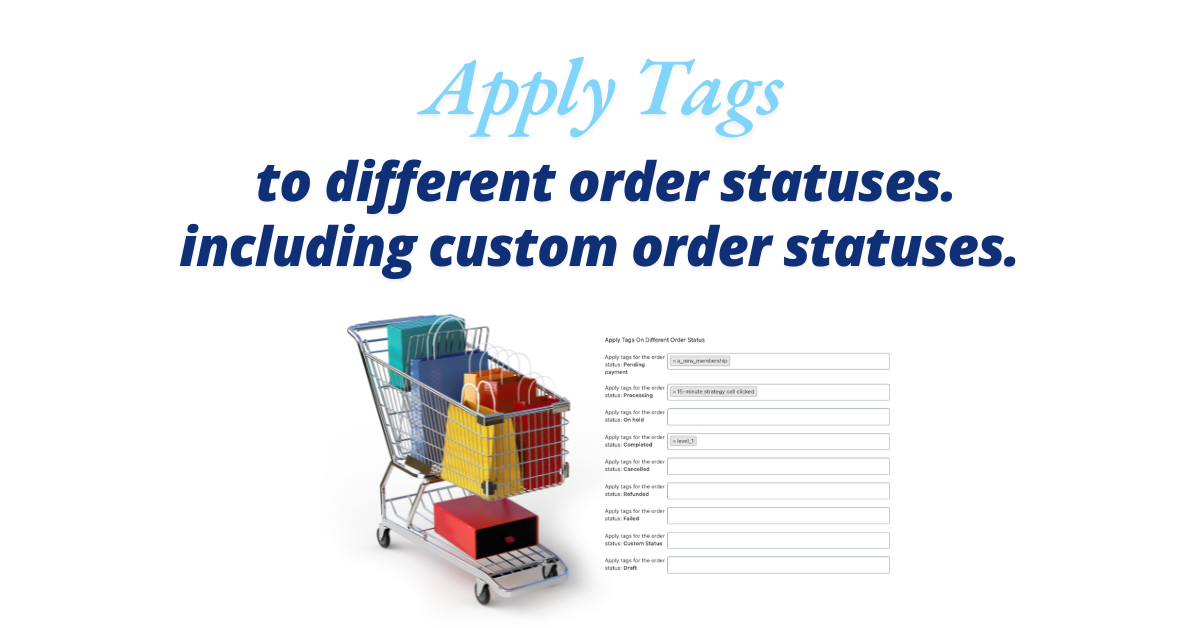 Apply Tags
to different order statuses.
including custom order statuses.
Apply Tags On Different Order Status
Apply tags for the order
status: Pending
payment
× a_new_membership
Apply tags for the order
status: Processing
× 15-minute strategy call clicked
Apply tags for the order
status: On hold
Apply tags for the order
status: Completed
× level_1
Apply tags for the order
status: Cancelled
Apply tags for the order
status: Refunded
Apply tags for the order
status: Failed
Apply tags for the order
status: Custom Status
Apply tags for the order
status: Draft